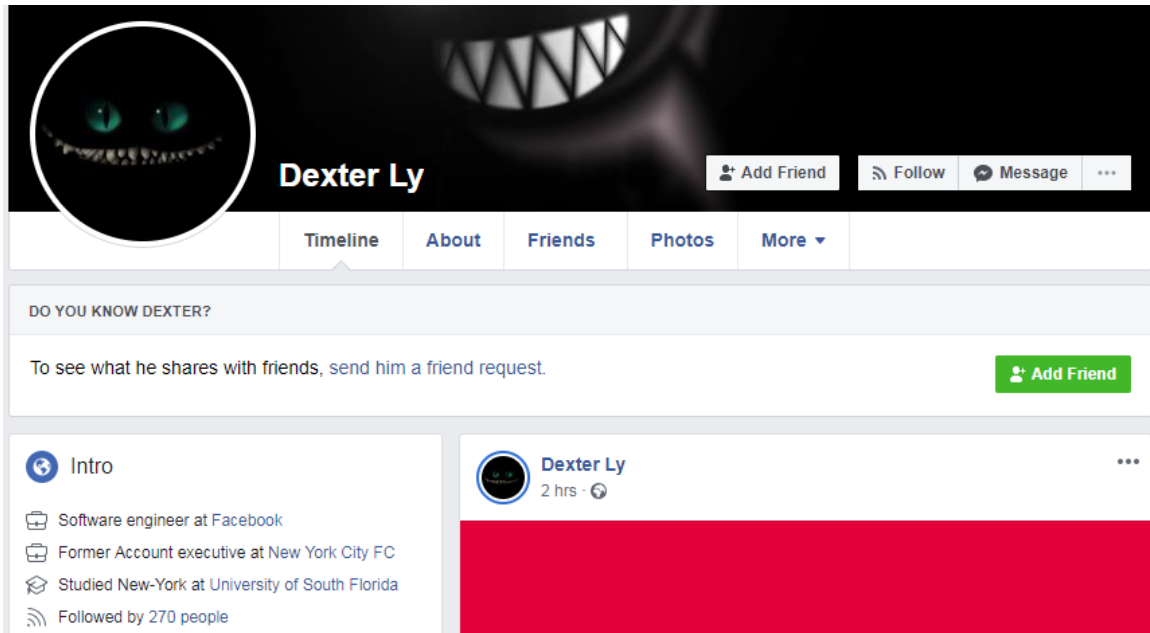 Dexter Ly
Add Friend
Follow
Message
Timeline
About
Friends
Photos
More
DO YOU KNOW DEXTER?
To see what he shares with friends, send him a friend request.
Add Friend
Intro
Software engineer at Facebook
Former Account executive at New York City FC
Studied New-York at University of South Florida
Followed by 270 people
Dexter Ly
2 hrs ·